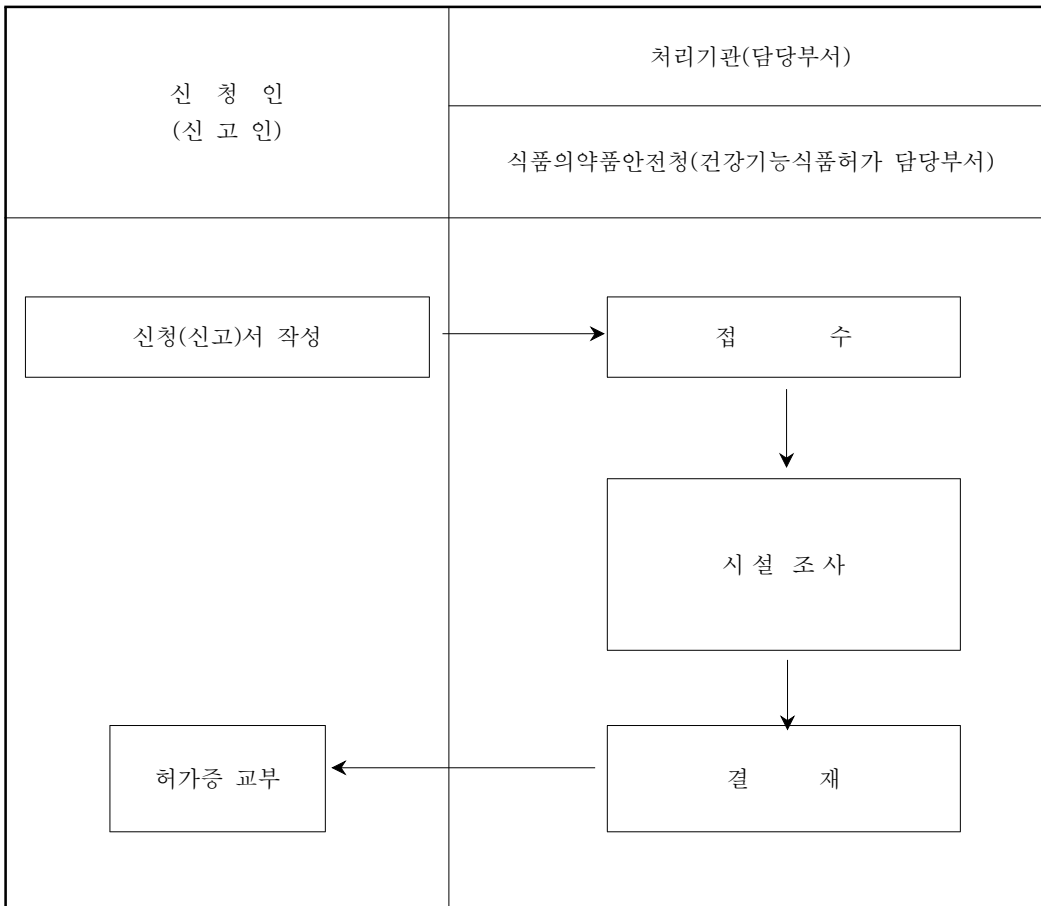 신 청 인
(신 고 인)
처리기관(담당부서)
식품의약품안전청(건강기능식품허가 담당부서)
신청(신고)서 작성
접 수
시 설 조 사
결 재
허가증 교부